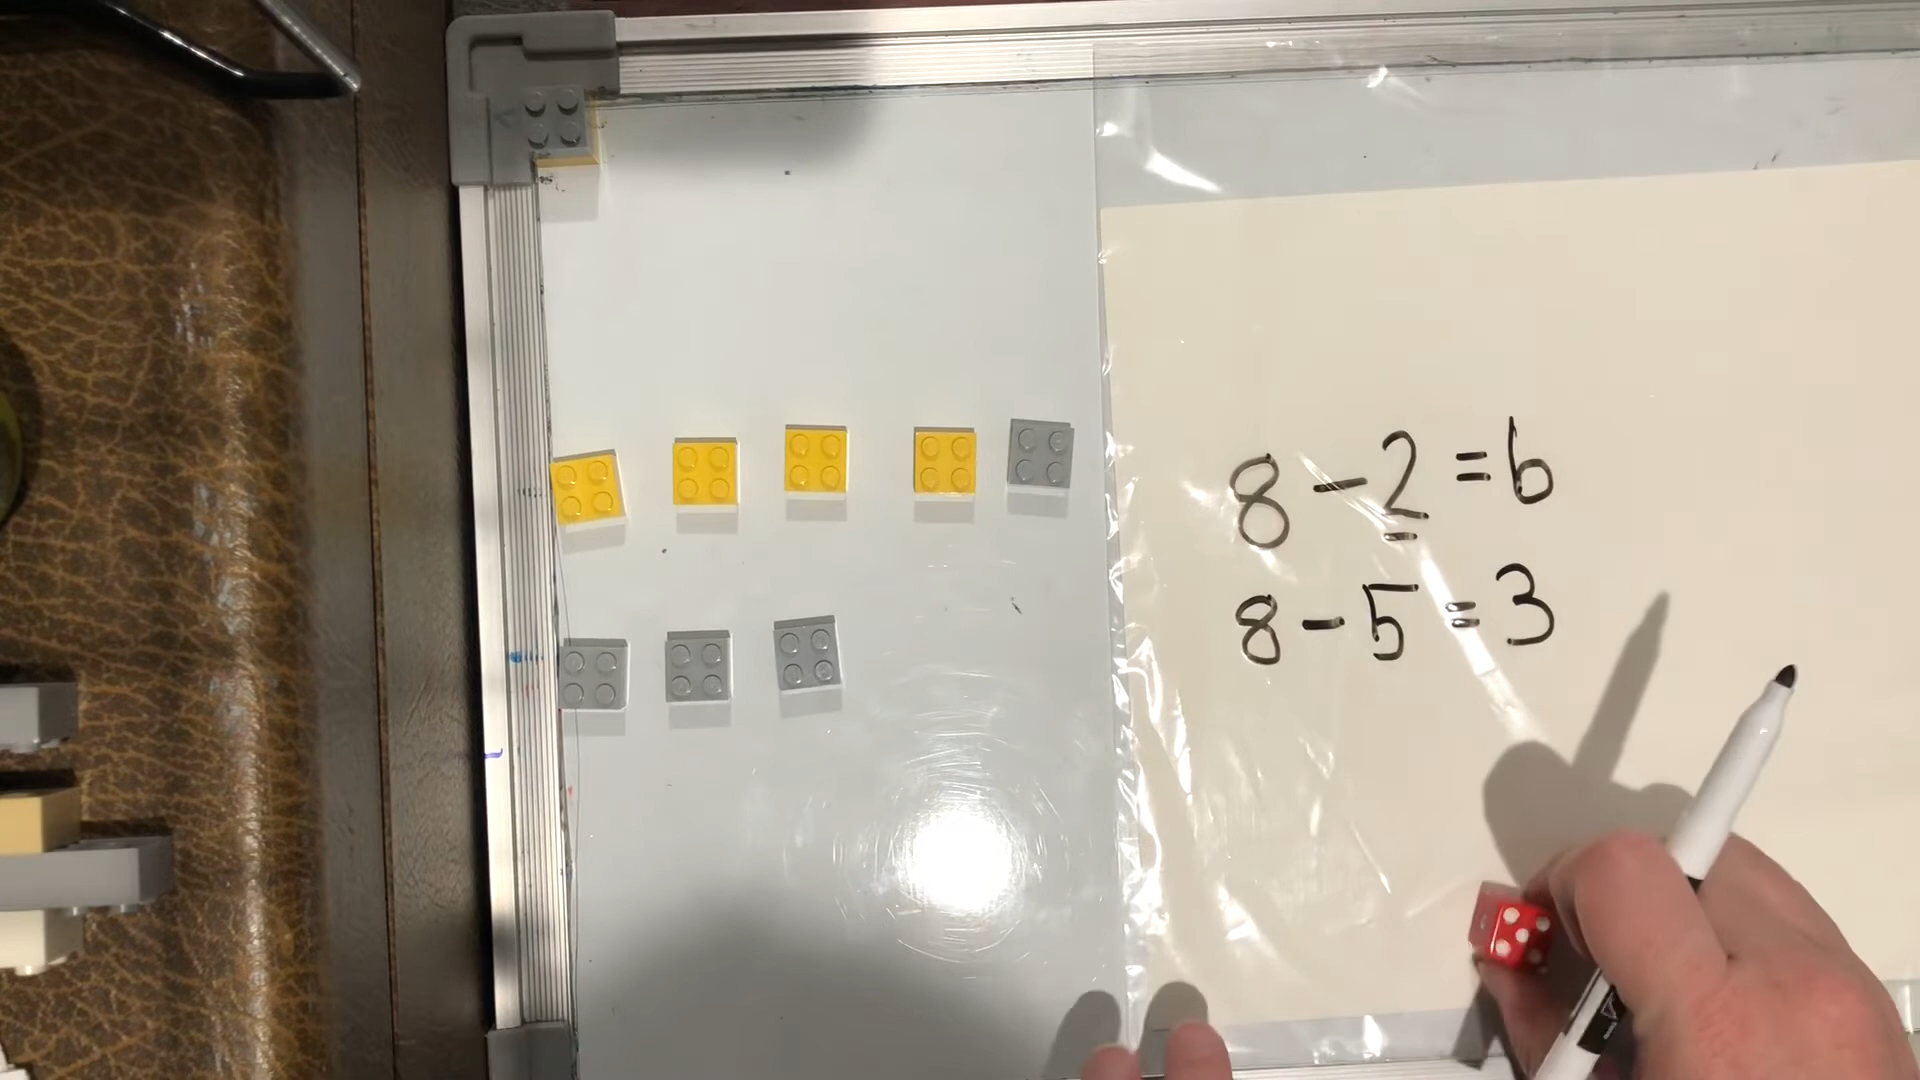 8 - 2 = 6
8 - 5 = 3